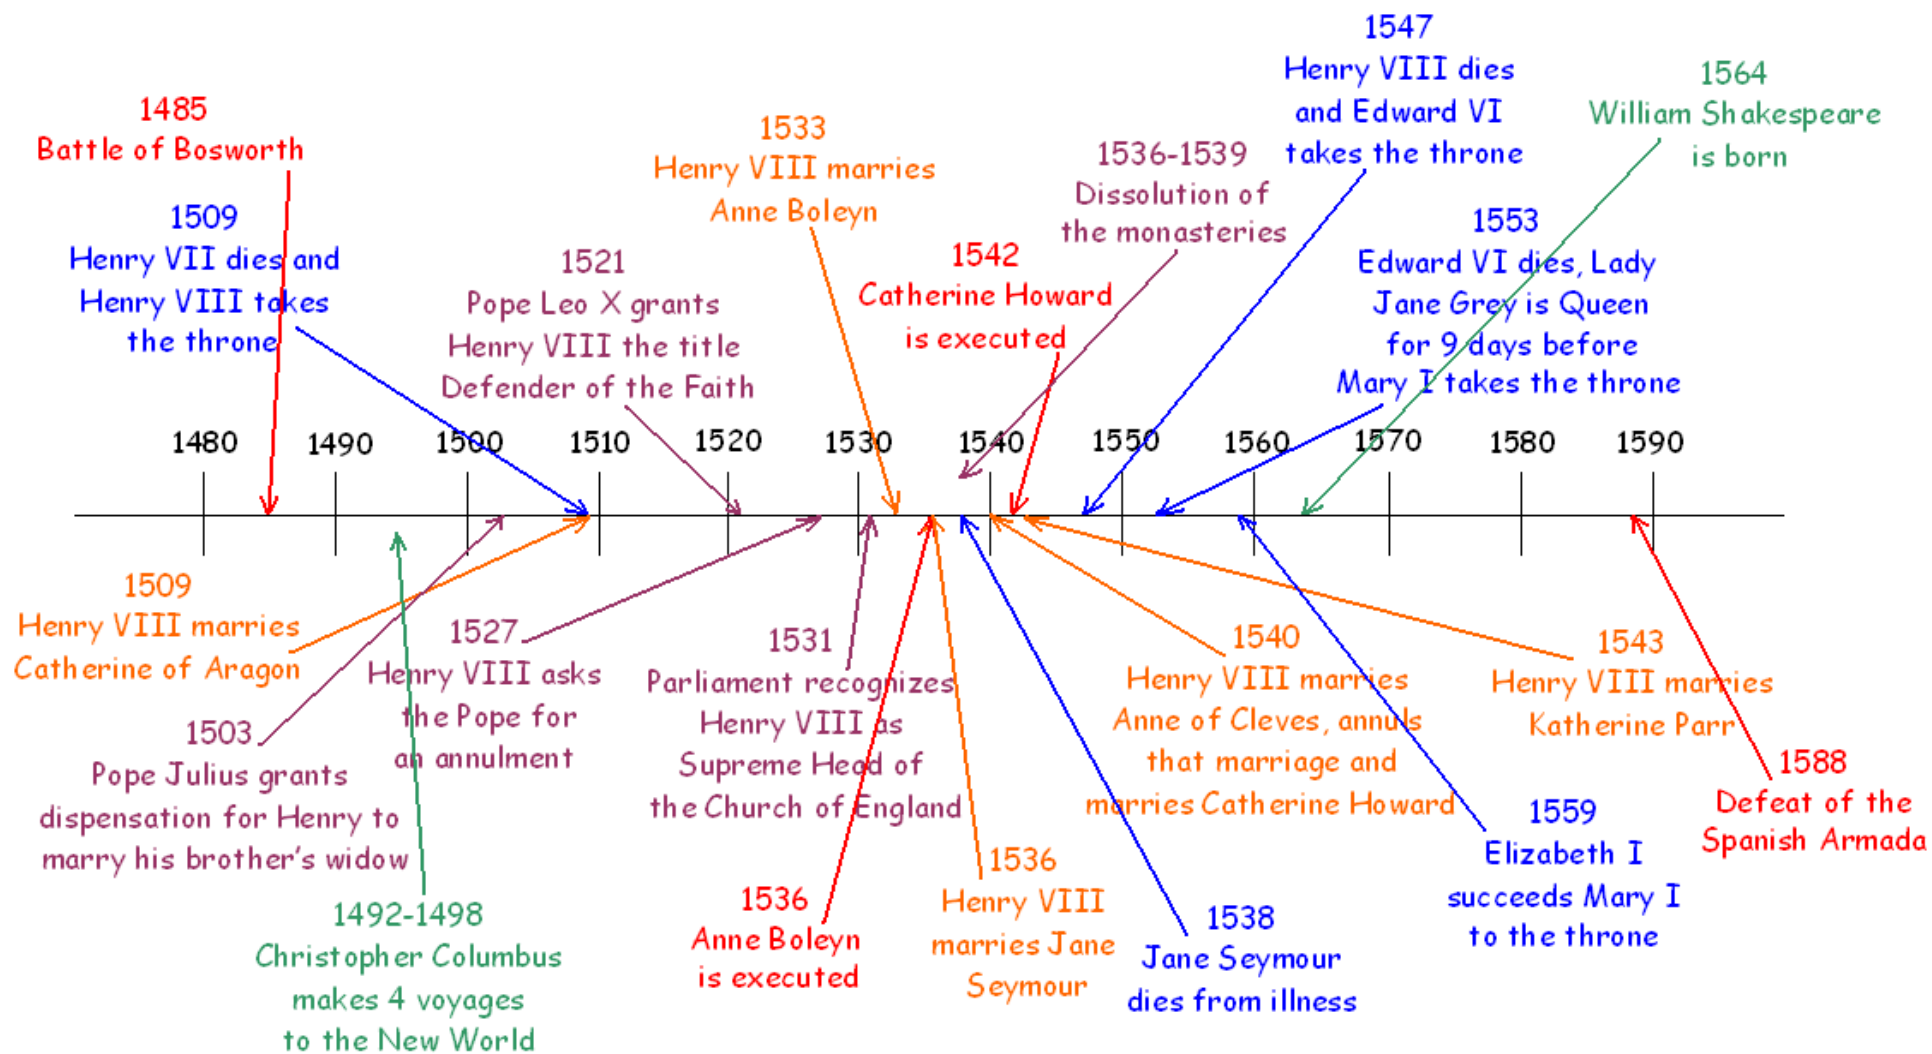 1485
Battle of Bosworth
1509
Henry VII dies and
Henry VIII takes
the throne
1521
Pope Leo X grants
Henry VIII the title
Defender of the Faith
1533
Henry VIII marries
Anne Boleyn
1542
Catherine Howard
is executed
1536-1539
Dissolution of
the monasteries
1547
Henry VIII dies
and Edward VI
takes the throne
1553
Edward VI dies, Lady
Jane Grey is Queen
for 9 days before
Mary I takes the throne
1564
William Shakespeare
is born
1480 1490 1500 1510 1520 1530 1540 1550 1560 1570 1580 1590
1509
Henry VIII marries
Catherine of Aragon
1503
Pope Julius grants
dispensation for Henry to
marry his brother's widow
1492-1498
Christopher Columbus
makes 4 voyages
to the New World
1527
Henry VIII asks
the Pope for
an annulment
1531
Parliament recognizes
Henry VIII as
Supreme Head of
the Church of England
1536
Anne Boleyn
is executed
1536
Henry VIII
marries Jane
Seymour
1538
Jane Seymour
dies from illness
1540
Henry VIII marries
Anne of Cleves, annuls
that marriage and
marries Catherine Howard
1559
Elizabeth I
succeeds Mary I
to the throne
1543
Henry VIII marries
Katherine Parr
1588
Defeat of the
Spanish Armada